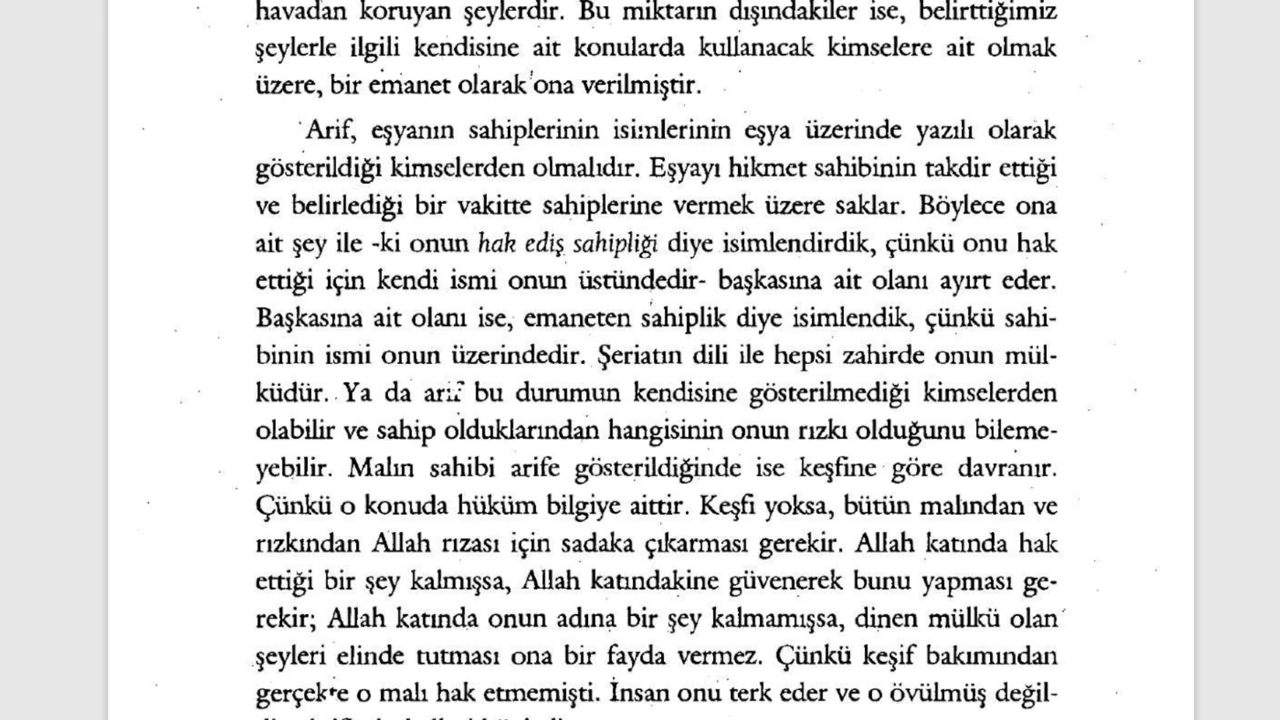 havadan koruyan şeylerdir. Bu miktarın dışındakiler ise, belirttiğimiz
şeylerle ilgili kendisine ait konularda kullanacak kimselere ait olmak
üzere, bir emanet olarak ona verilmiştir.
Arif, eşyanın sahiplerinin isimlerinin eşya üzerinde yazılı olarak
gösterildiği kimselerden olmalıdır. Eşyayı hikmet sahibinin takdir ettiği
ve belirlediği bir vakitte sahiplerine vermek üzere saklar. Böylece ona
ait şey ile -ki onun hak ediş sahipliği diye isimlendirdik, çünkü onu hak
ettiği için kendi ismi onun üstündedir- başkasına ait olanı ayırt eder.
Başkasına ait olanı ise, emaneten sahiplik diye isimlendik, çünkü sahi-
binin ismi onun üzerindedir. Şeriatın dili ile hepsi zahirde onun mül-
küdür. Ya da arif bu durumun kendisine gösterilmediği kimselerden
olabilir ve sahip olduklarından hangisinin onun rızkı olduğunu bileme-
yebilir. Malın sahibi arife gösterildiğinde ise keşfine göre davranır.
Çünkü o konuda hüküm bilgiye aittir. Keşfi yoksa, bütün malından ve
rızkından Allah rızası için sadaka çıkarması gerekir. Allah katında hak
ettiği bir şey kalmışsa, Allah katındakine güvenerek bunu yapması ge-
rekir; Allah katında onun adına bir şey kalmamışsa, dinen mülkü olan
şeyleri elinde tutması ona bir fayda vermez. Çünkü keşif bakımından
gerçekte o malı hak etmemişti. İnsan onu terk eder ve o övülmüş değil-